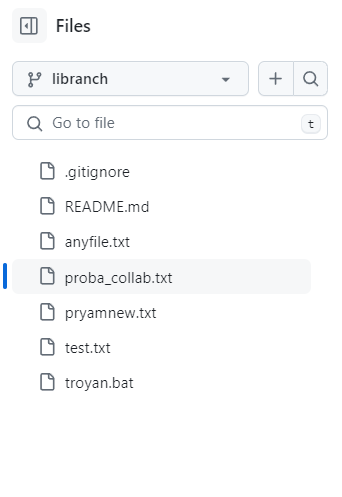 Files
libranch
Go to file t
.gitignore
README.md
anyfile.txt
proba_collab.txt
pryamnew.txt
test.txt
troyan.bat